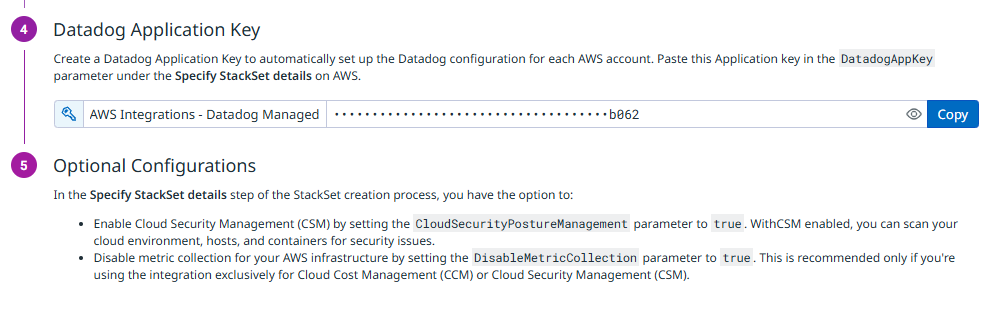 4
Datadog Application Key
Create a Datadog Application Key to automatically set up the Datadog configuration for each AWS account. Paste this Application key in the DatadogAppKey
parameter under the Specify StackSet details on AWS.
AWS Integrations - Datadog Managed ••••••••••••••••••••••••••••••••••••b062 Copy
5
Optional Configurations
In the Specify StackSet details step of the StackSet creation process, you have the option to:
• Enable Cloud Security Management (CSM) by setting the CloudSecurityPostureManagement parameter to true. WithCSM enabled, you can scan your
cloud environment, hosts, and containers for security issues.
• Disable metric collection for your AWS infrastructure by setting the DisableMetricCollection parameter to true. This is recommended only if you're
using the integration exclusively for Cloud Cost Management (CCM) or Cloud Security Management (CSM).